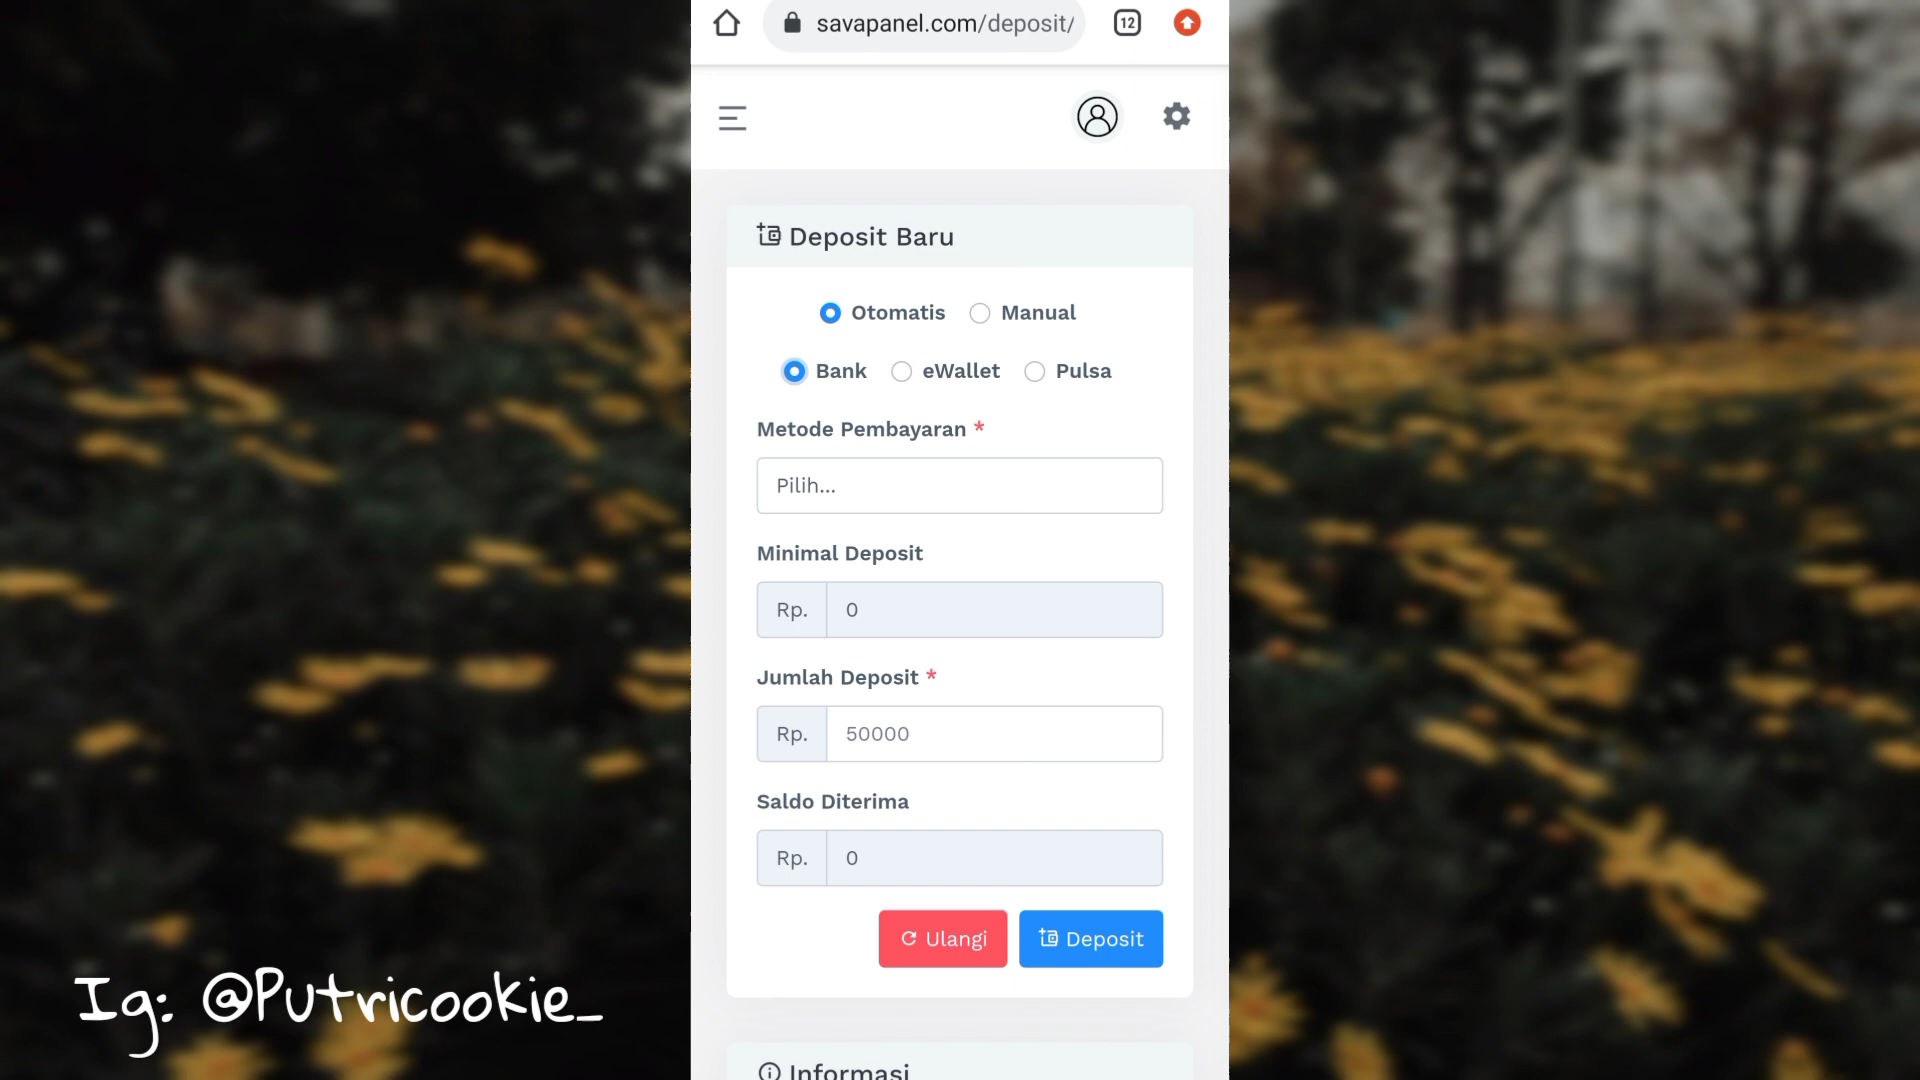 savapanel.com/deposit/
12
Deposit Baru
Otomatis Manual
Bank eWallet Pulsa
Metode Pembayaran *
Pilih...
Minimal Deposit
Rp. 0
Jumlah Deposit *
Rp. 50000
Saldo Diterima
Rp. 0
Ulangi Deposit
Ig: @Putricookie_
Informasi